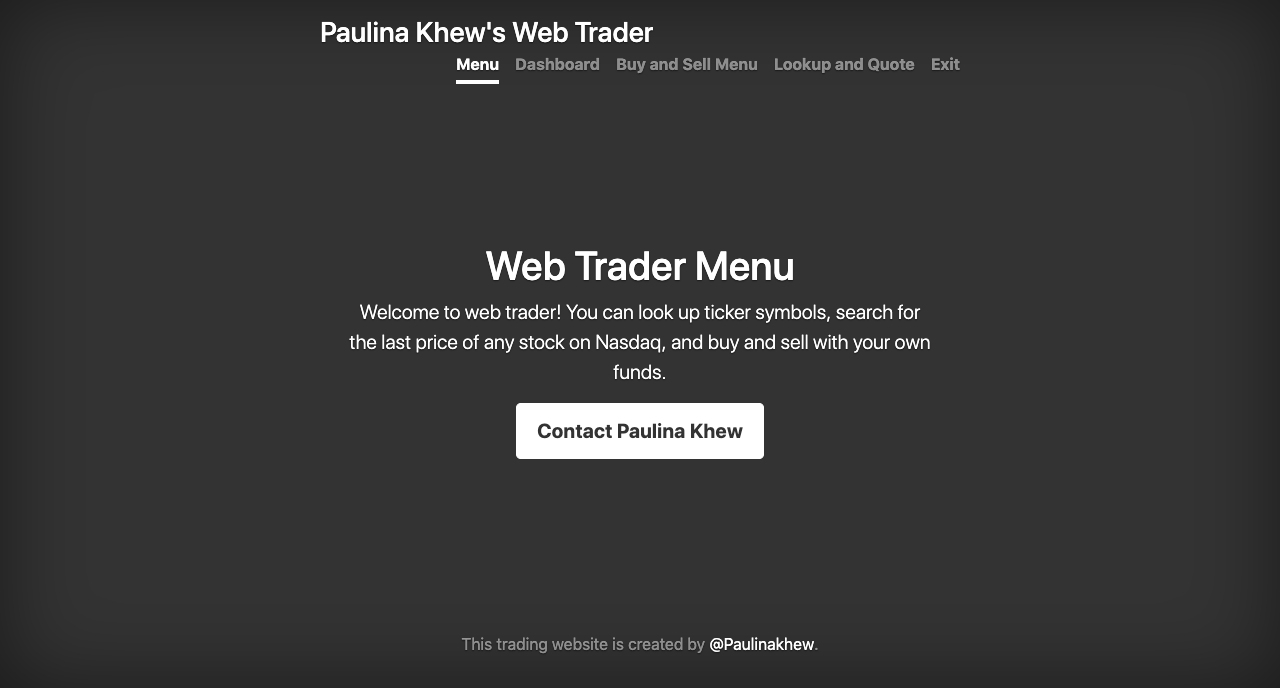 Paulina Khew's Web Trader
Menu Dashboard Buy and Sell Menu Lookup and Quote Exit
Web Trader Menu
Welcome to web trader! You can look up ticker symbols, search for
the last price of any stock on Nasdaq, and buy and sell with your own
funds.
Contact Paulina Khew
This trading website is created by @Paulinakhew.